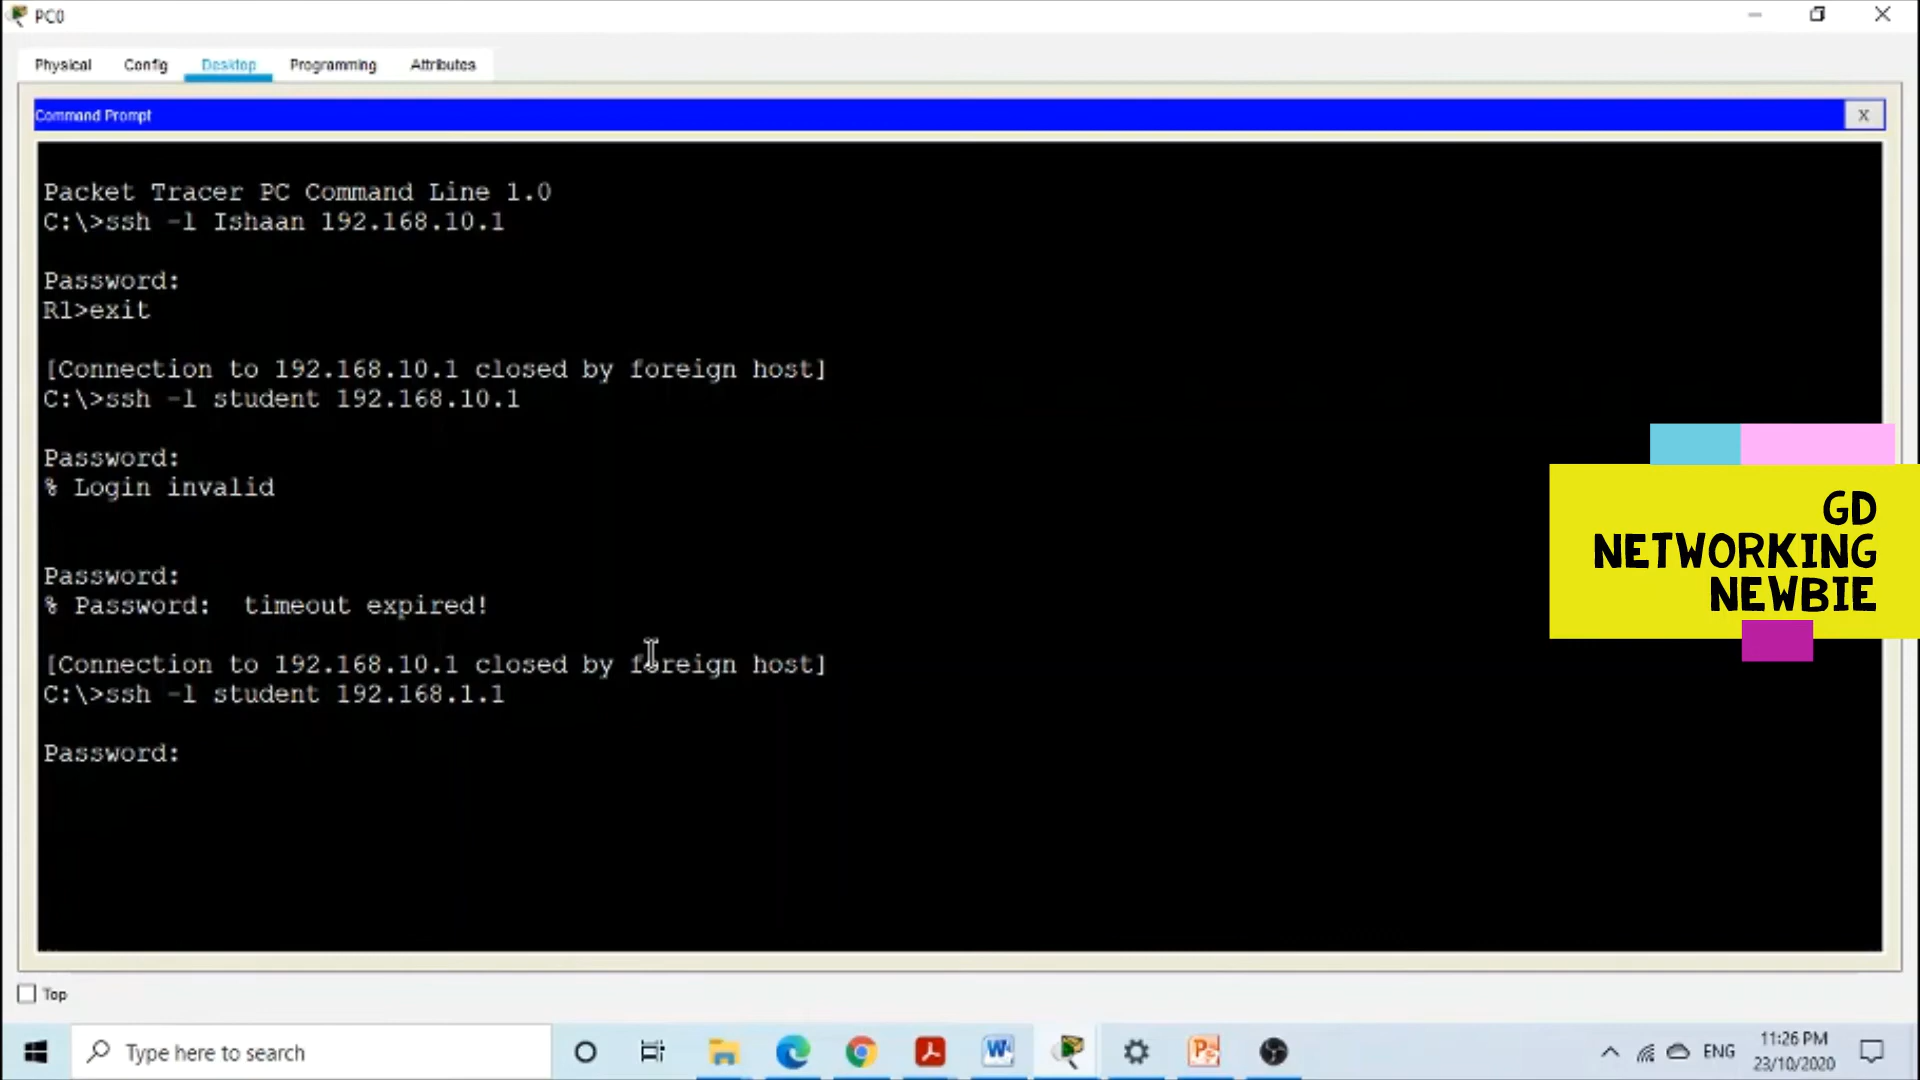 PC0
Physical Config Desktop Programming Attributes
Command Prompt
X
Packet Tracer PC Command Line 1.0
C:\>ssh -l Ishaan 192.168.10.1
Password:
R1>exit
[Connection to 192.168.10.1 closed by foreign host]
C:\>ssh -l student 192.168.10.1
Password:
% Login invalid
Password:
% Password:  timeout expired!
[Connection to 192.168.10.1 closed by foreign host]
C:\>ssh -l student 192.168.1.1
Password:
GD
NETWORKING
NEWBIE
Top
Type here to search
ENG
11:26 PM
23/10/2020